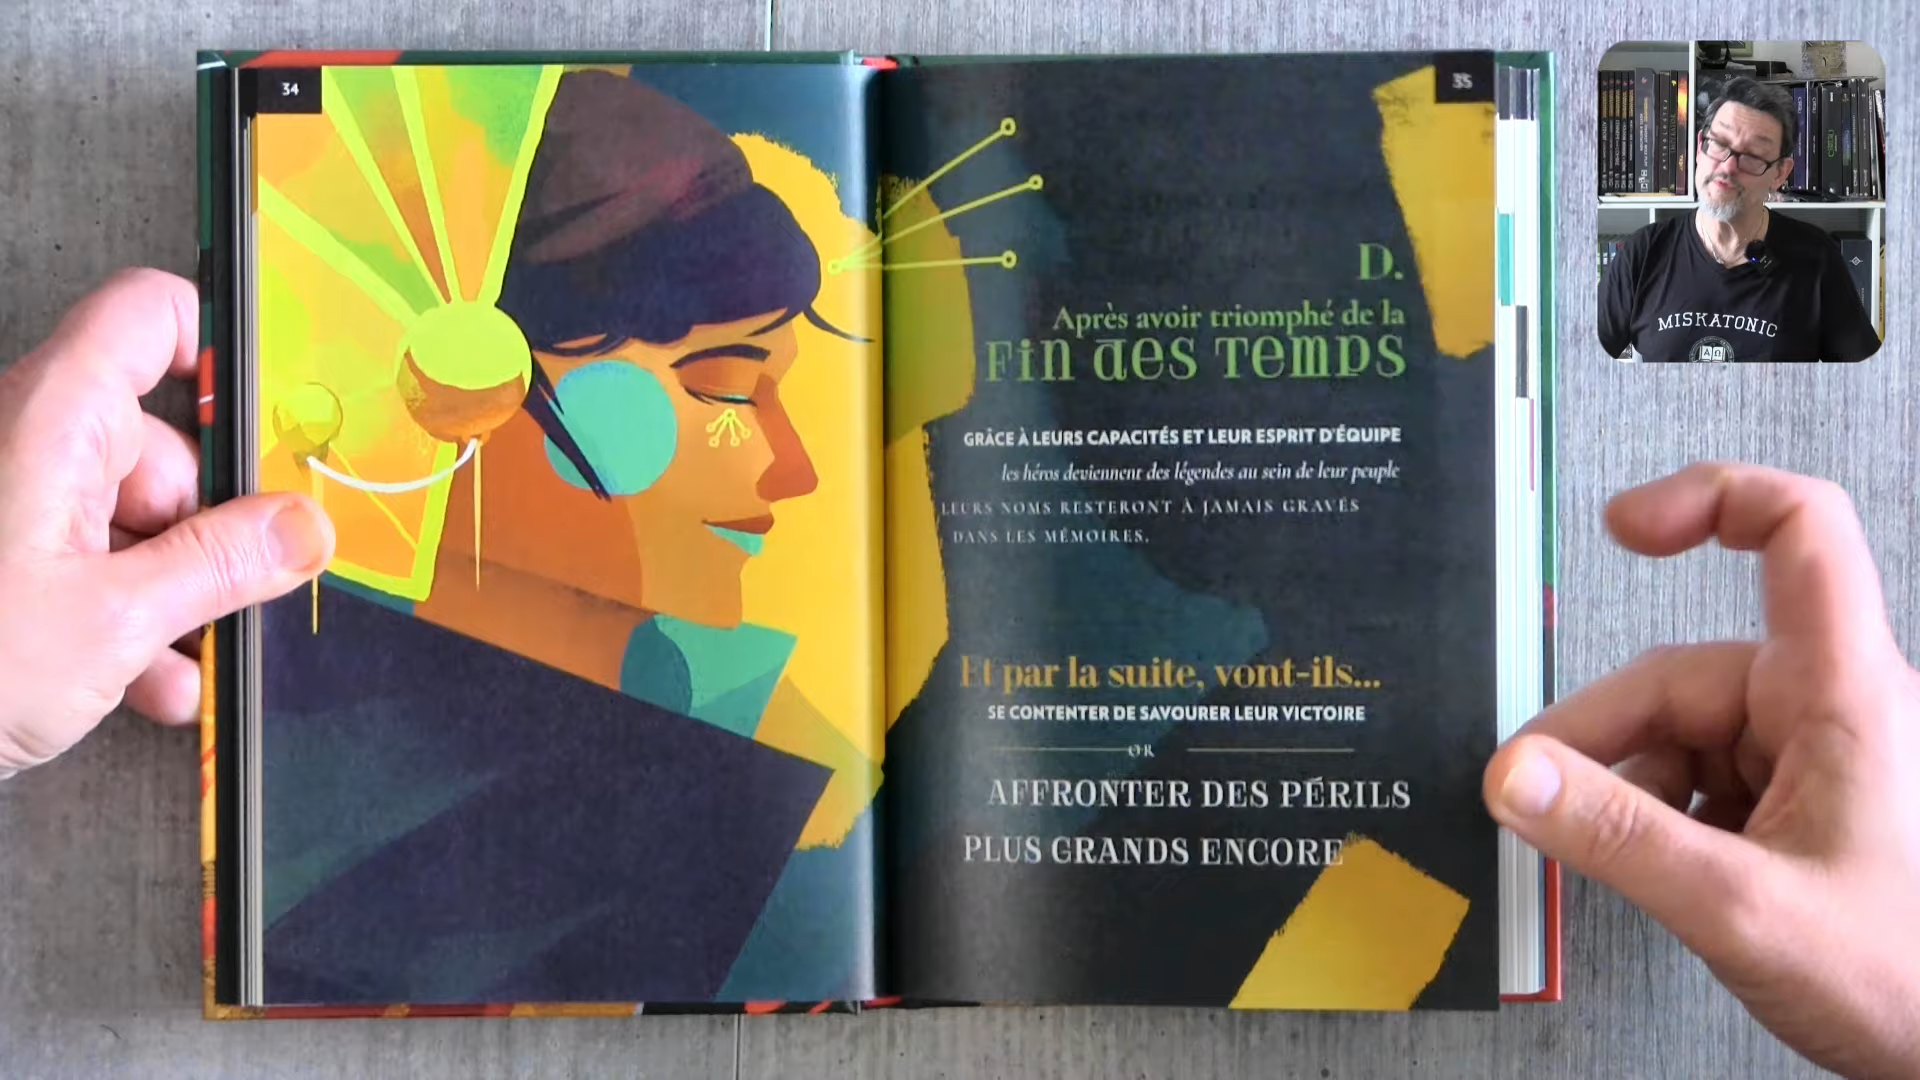 34
35
D.
Après avoir triomphé de la
Fin des Temps
GRÂCE À LEURS CAPACITÉS ET LEUR ESPRIT D'ÉQUIPE
les héros deviennent des légendes au sein de leur peuple
LEURS NOMS RESTERONT À JAMAIS GRAVÉS
DANS LES MÉMOIRES.
Et par la suite, vont-ils...
SE CONTENTER DE SAVOURER LEUR VICTOIRE
OR
AFFRONTER DES PÉRILS
PLUS GRANDS ENCORE
MISKATONIC